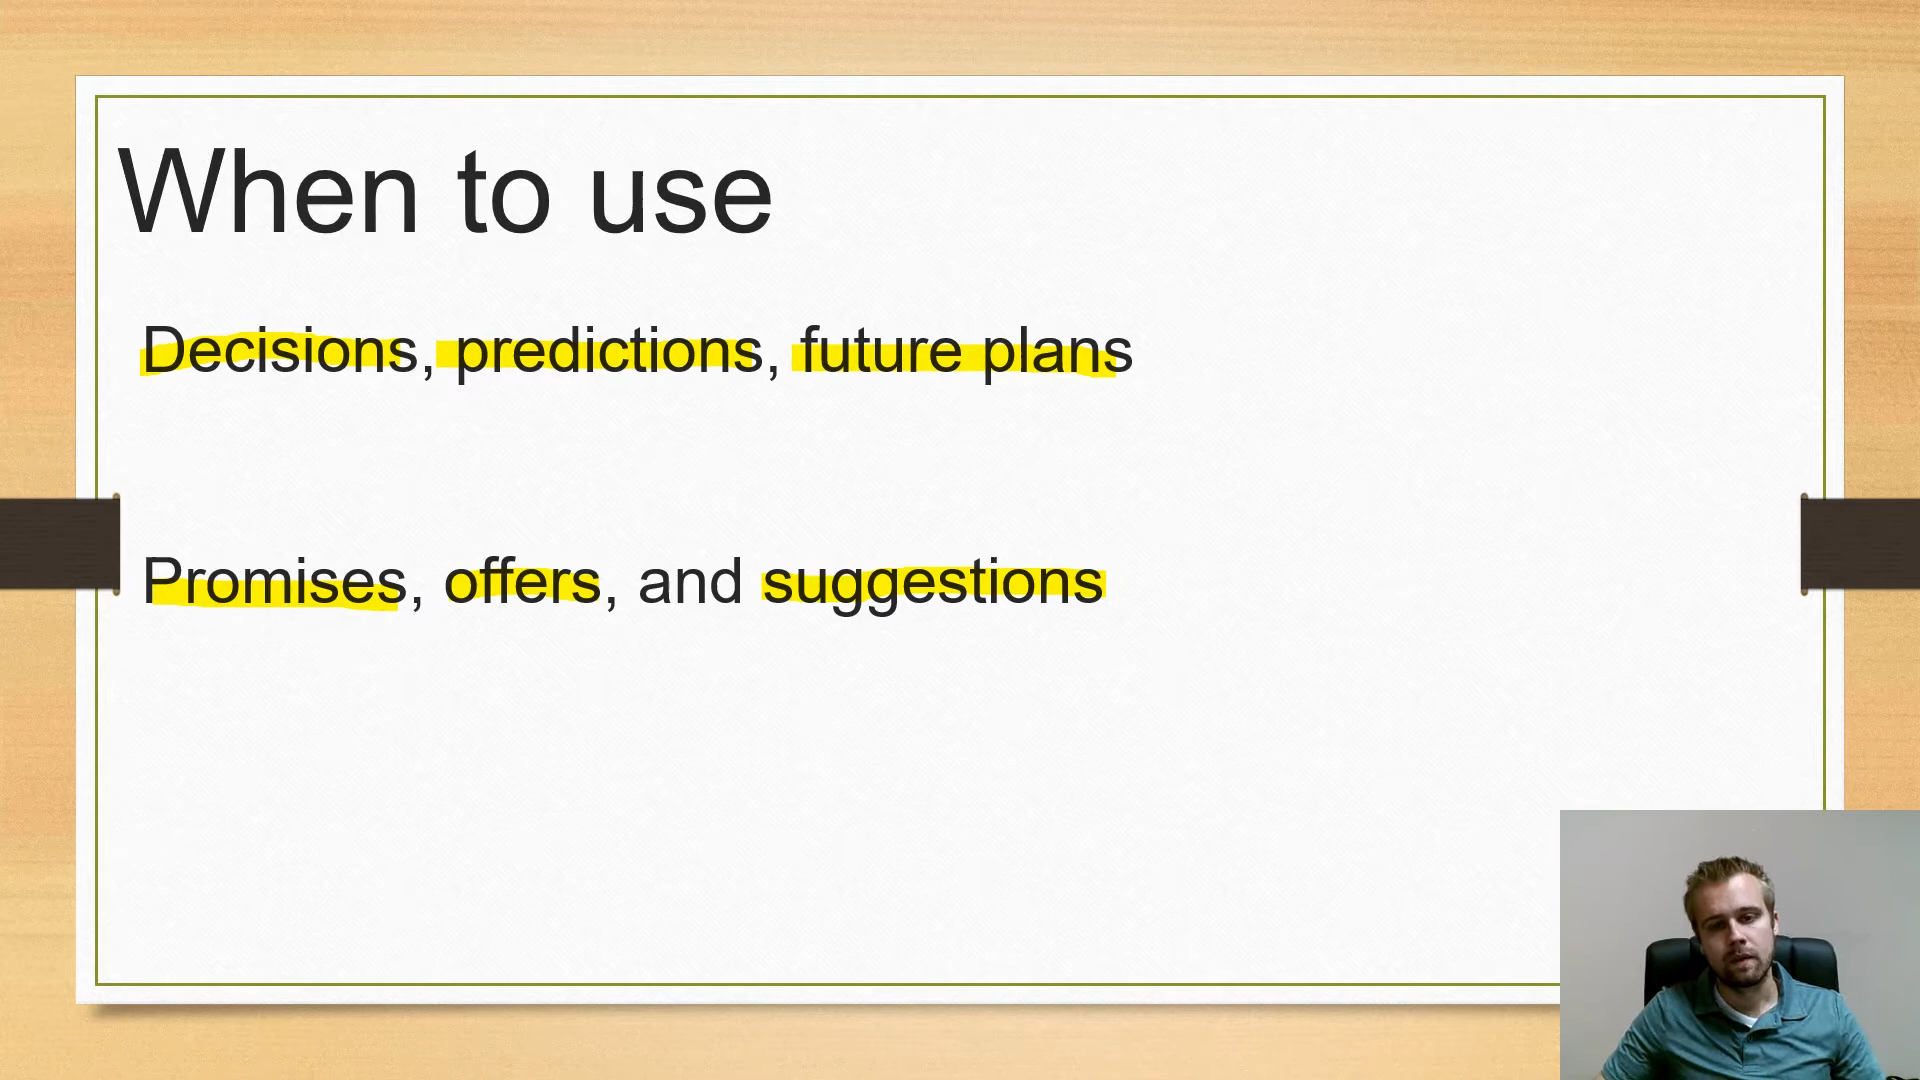 When to use
Decisions, predictions, future plans
Promises, offers, and suggestions